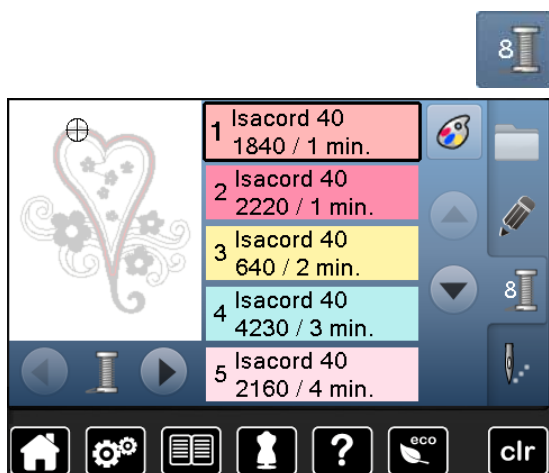 8
1 Isacord 40
1840 / 1 min.
2 Isacord 40
2220 / 1 min.
3 Isacord 40
640 / 2 min.
4 Isacord 40
4230 / 3 min.
5 Isacord 40
2160 / 4 min.
8
?
eco
clr